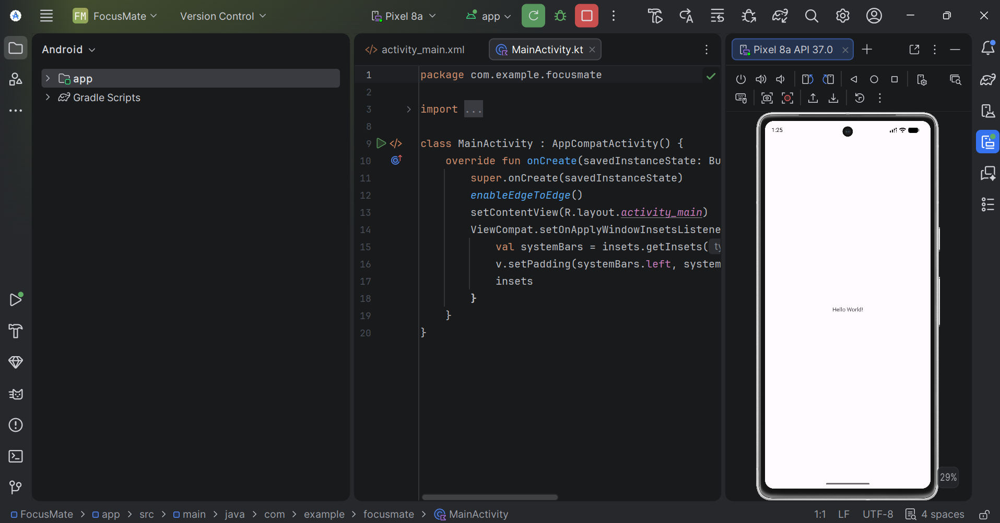 FM FocusMate Version Control Pixel 8a app
Android
app
Gradle Scripts
activity_main.xml MainActivity.kt
1 package com.example.focusmate
2
3 import ...
8
9 class MainActivity : AppCompatActivity() {
10 override fun onCreate(savedInstanceState: Bu
11 super.onCreate(savedInstanceState)
12 enableEdgeToEdge()
13 setContentView(R.layout.activity_main)
14 ViewCompat.setOnApplyWindowInsetsListene
15 val systemBars = insets.getInsets( ty
16 v.setPadding(systemBars.left, system
17 insets
18 }
19 }
20 }
Pixel 8a API 37.0
1:25
Hello World!
29%
FocusMate > app > src > main > java > com > example > focusmate > MainActivity
1:1 LF UTF-8 4 spaces